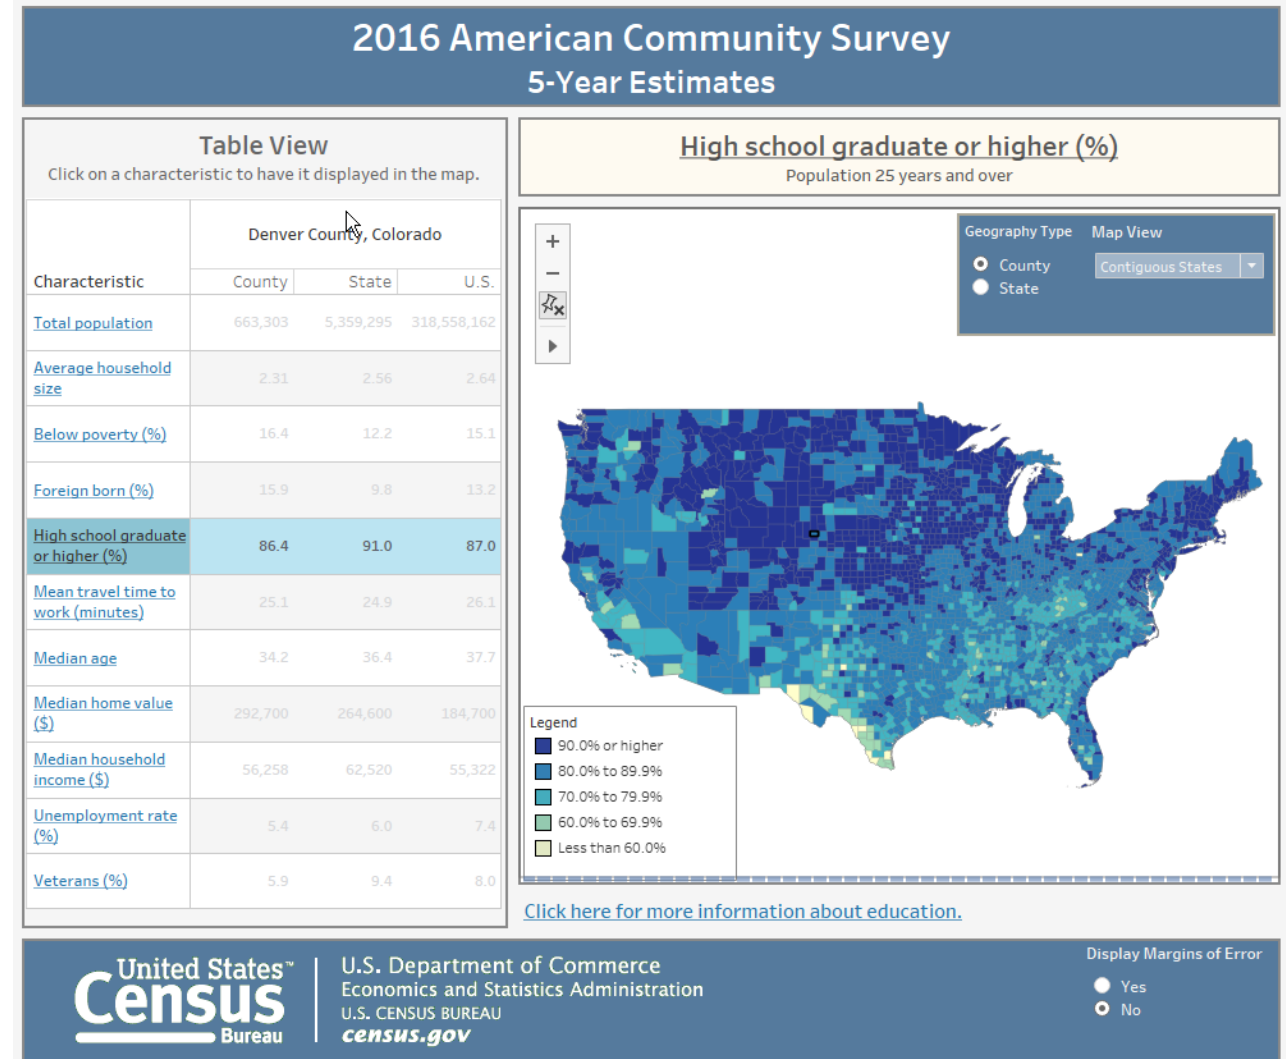 2016 American Community Survey
5-Year Estimates
Table View
Click on a characteristic to have it displayed in the map.
Denver County, Colorado
Characteristic County State U.S.
Total population 663,303 5,359,295 318,558,162
Average household
size 2.31 2.56 2.64
Below poverty (%) 16.4 12.2 15.1
Foreign born (%) 15.9 9.8 13.2
High school graduate
or higher (%) 86.4 91.0 87.0
Mean travel time to
work (minutes) 25.1 24.9 26.1
Median age 34.2 36.4 37.7
Median home value
($) 292,700 264,600 184,700
Median household
income ($) 56,258 62,520 55,322
Unemployment rate
(%) 5.4 6.0 7.4
Veterans (%) 5.9 9.4 8.0
High school graduate or higher (%)
Population 25 years and over
Geography Type Map View
County
State
Contiguous States
Legend
90.0% or higher
80.0% to 89.9%
70.0% to 79.9%
60.0% to 69.9%
Less than 60.0%
Click here for more information about education.
United States™
Census
Bureau
U.S. Department of Commerce
Economics and Statistics Administration
U.S. CENSUS BUREAU
census.gov
Display Margins of Error
Yes
No